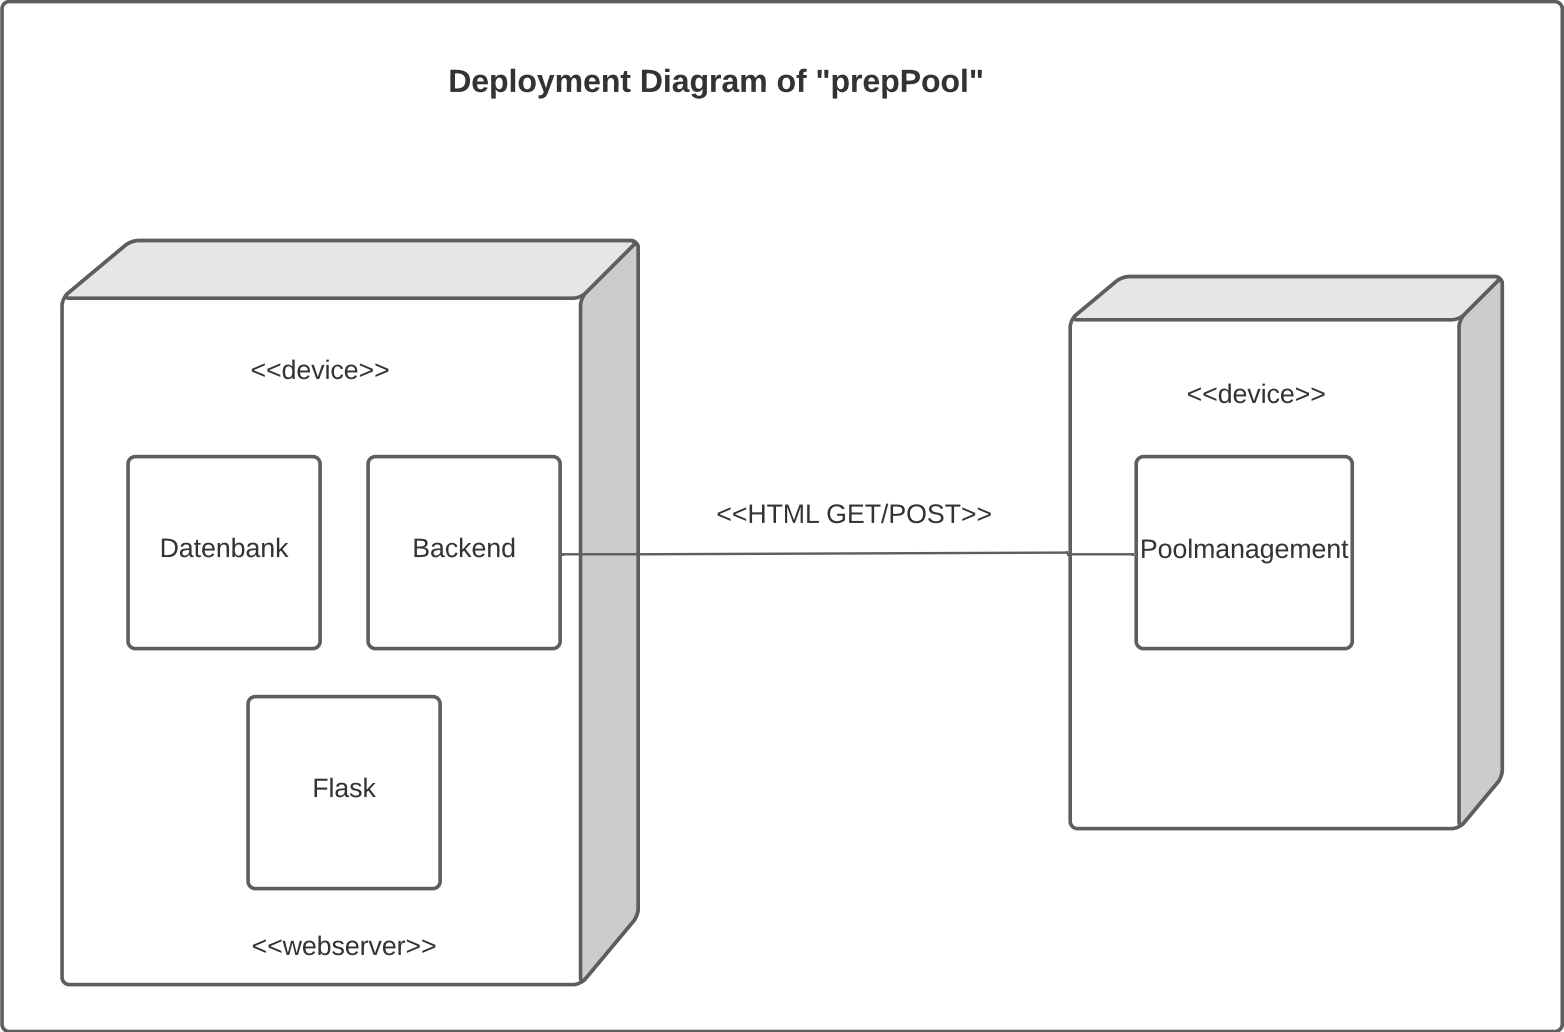 Deployment Diagram of "prepPool"
<<device>>
Datenbank
Backend
Flask
<<webserver>>
<<HTML GET/POST>>
<<device>>
Poolmanagement